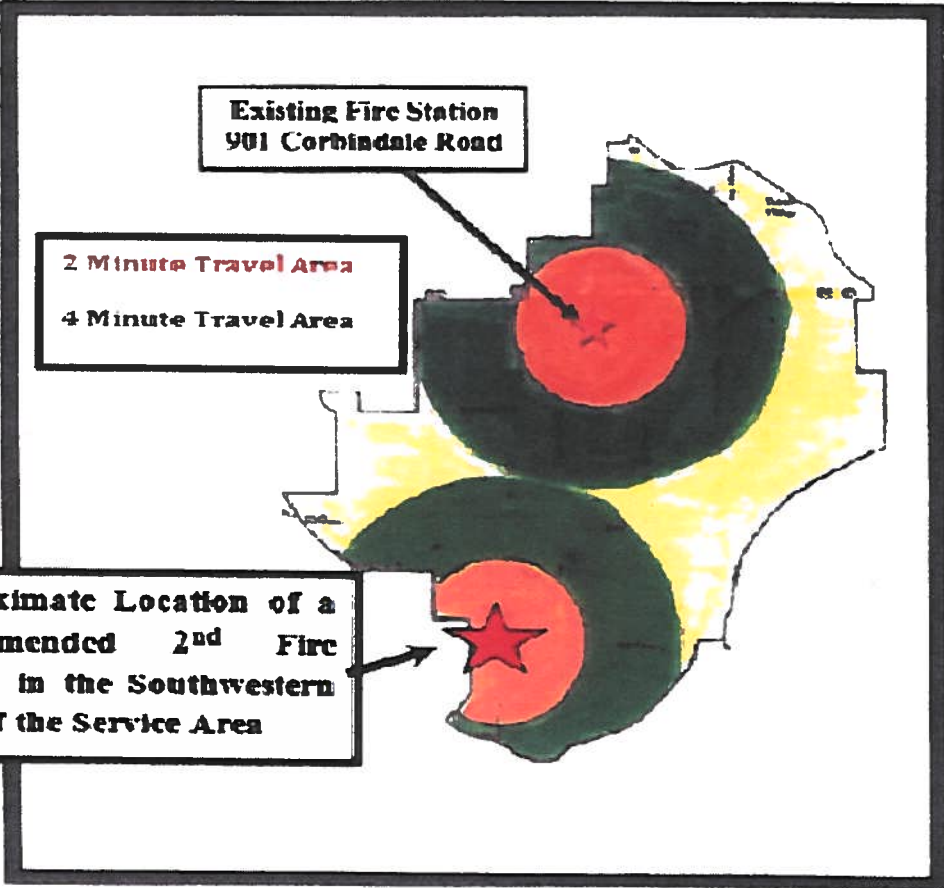 Existing Fire Station
901 Corbindale Road
2 Minute Travel Area
4 Minute Travel Area
ximate Location of a
mended 2nd Fire
in the Southwestern
f the Service Area